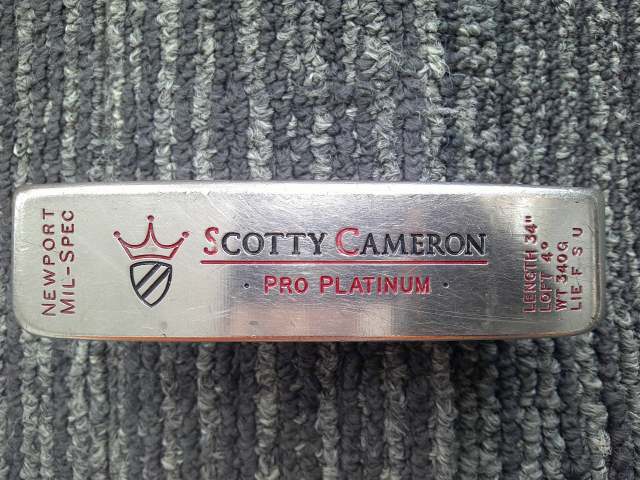 NEWPORT
MIL-SPEC
SCOTTY CAMERON
· PRO PLATINUM ·
LENGTH 34"
LOFT 4°
WT 340G
LIE F S U